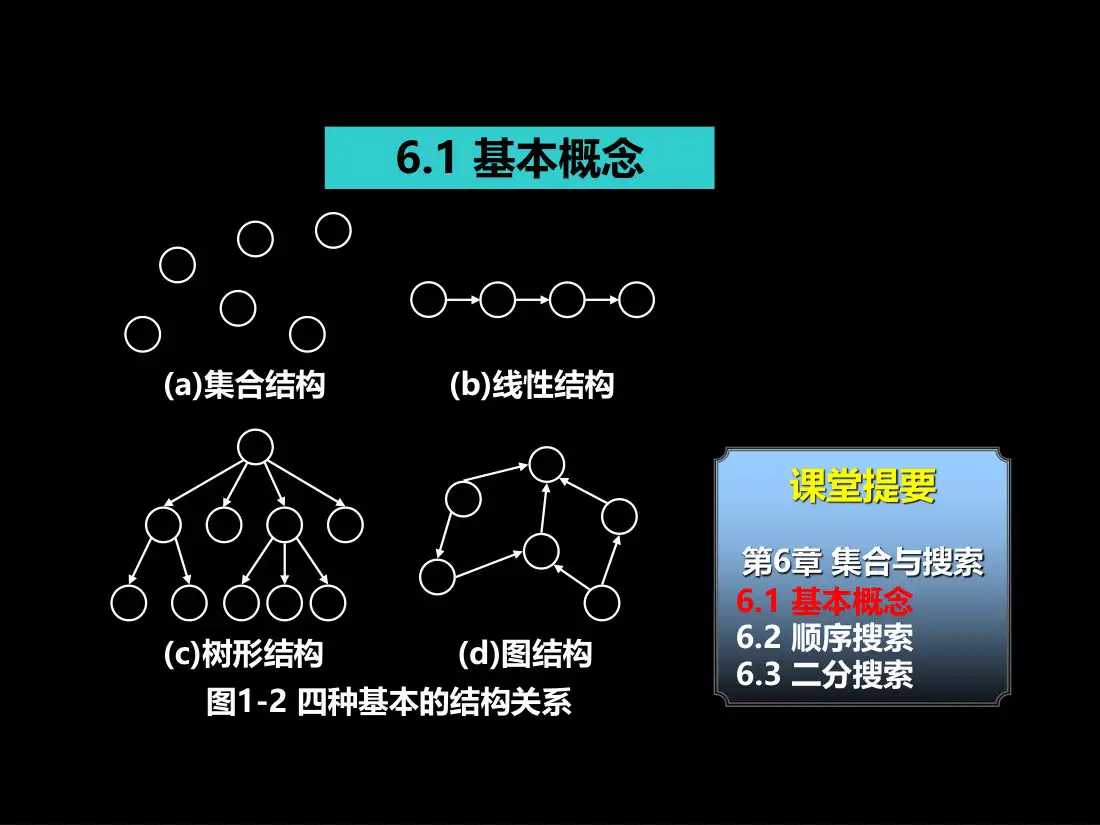 6.1 基本概念
(a)集合结构
(b)线性结构
(c)树形结构
(d)图结构
图1-2 四种基本的结构关系
课堂提要
第6章 集合与搜索
6.1 基本概念
6.2 顺序搜索
6.3 二分搜索